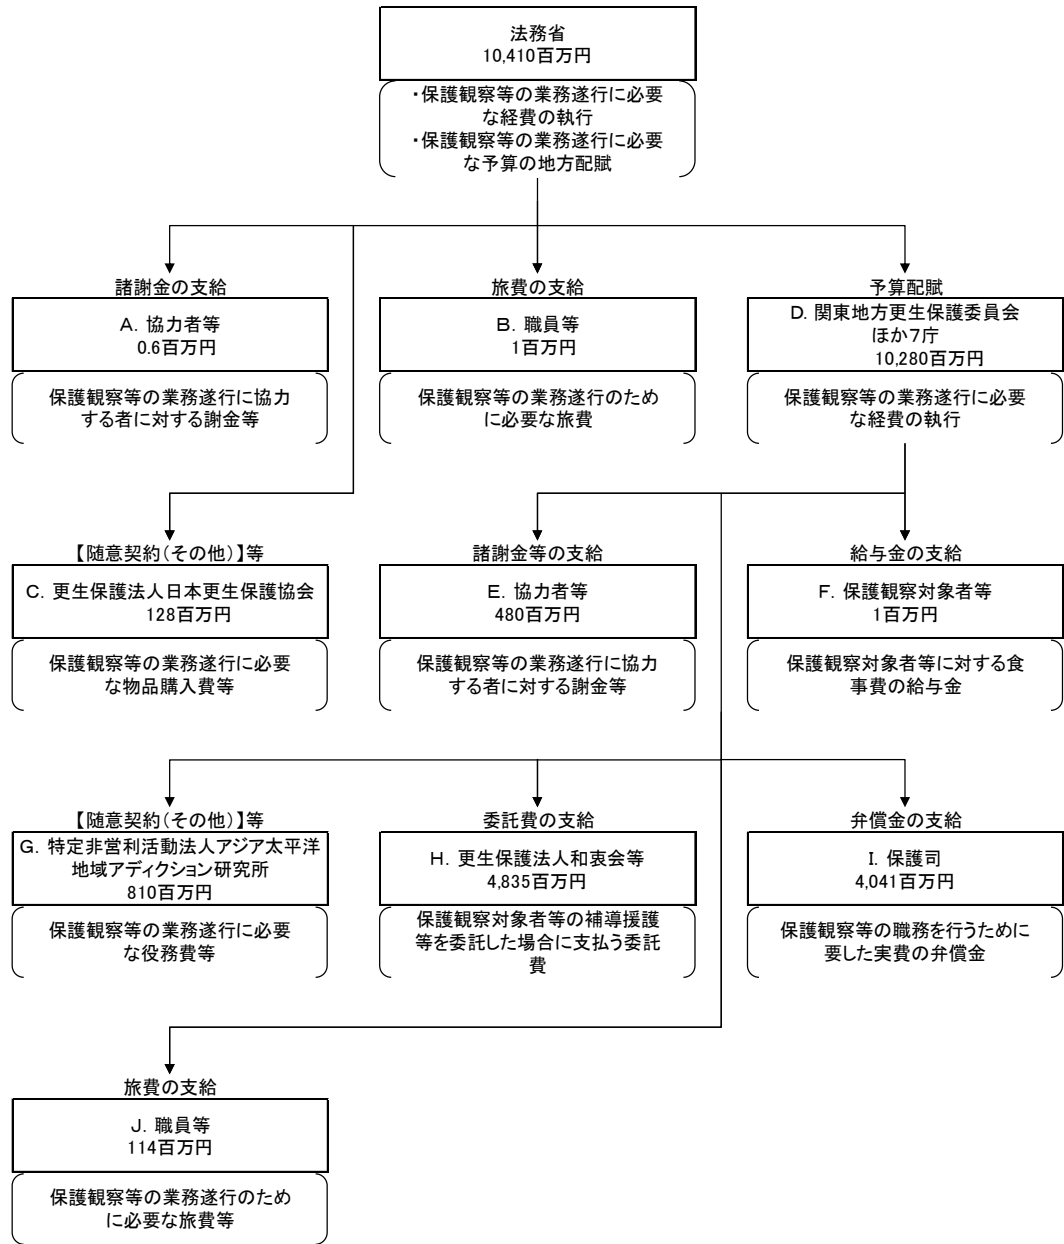 法務省
10,410百万円
・保護観察等の業務遂行に必要
な経費の執行
・保護観察等の業務遂行に必要
な予算の地方配賦
諸謝金の支給
A. 協力者等
0.6百万円
保護観察等の業務遂行に協力
する者に対する謝金等
旅費の支給
B. 職員等
1百万円
保護観察等の業務遂行のため
に必要な旅費
予算配賦
D. 関東地方更生保護委員会
ほか7庁
10,280百万円
保護観察等の業務遂行に必要
な経費の執行
【随意契約(その他)】等
C. 更生保護法人日本更生保護協会
128百万円
保護観察等の業務遂行に必要
な物品購入費等
諸謝金等の支給
E. 協力者等
480百万円
保護観察等の業務遂行に協力
する者に対する謝金等
給与金の支給
F. 保護観察対象者等
1百万円
保護観察対象者等に対する食
事費の給与金
【随意契約(その他)】等
G. 特定非営利活動法人アジア太平洋
地域アディクション研究所
810百万円
保護観察等の業務遂行に必要
な役務費等
委託費の支給
H. 更生保護法人和衷会等
4,835百万円
保護観察対象者等の補導援護
等を委託した場合に支払う委託
費
弁償金の支給
I. 保護司
4,041百万円
保護観察等の職務を行うために
要した実費の弁償金
旅費の支給
J. 職員等
114百万円
保護観察等の業務遂行のため
に必要な旅費等